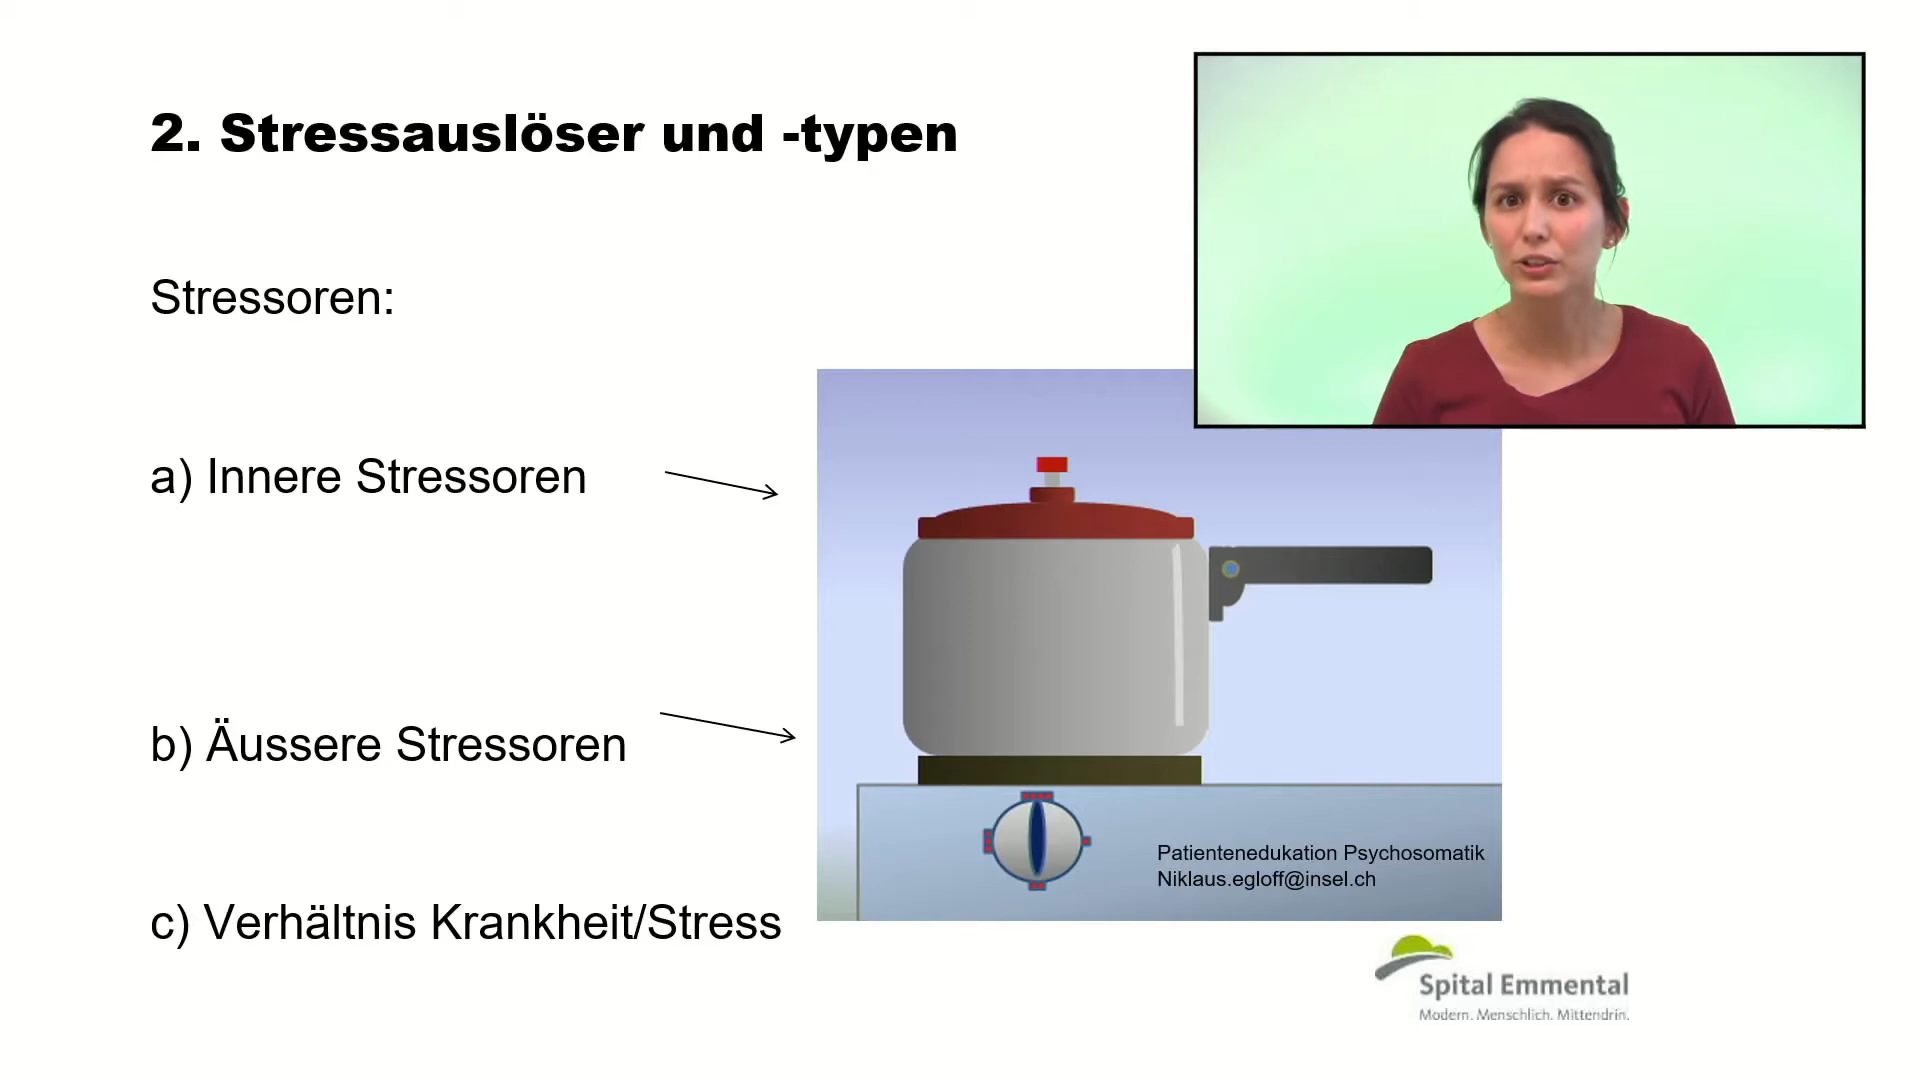 2. Stressauslöser und -typen
Stressoren:
a) Innere Stressoren
b) Äussere Stressoren
c) Verhältnis Krankheit/Stress
Patientenedukation Psychosomatik
Niklaus.egloff@insel.ch
Spital Emmental
Modern. Menschlich. Mittendrin.